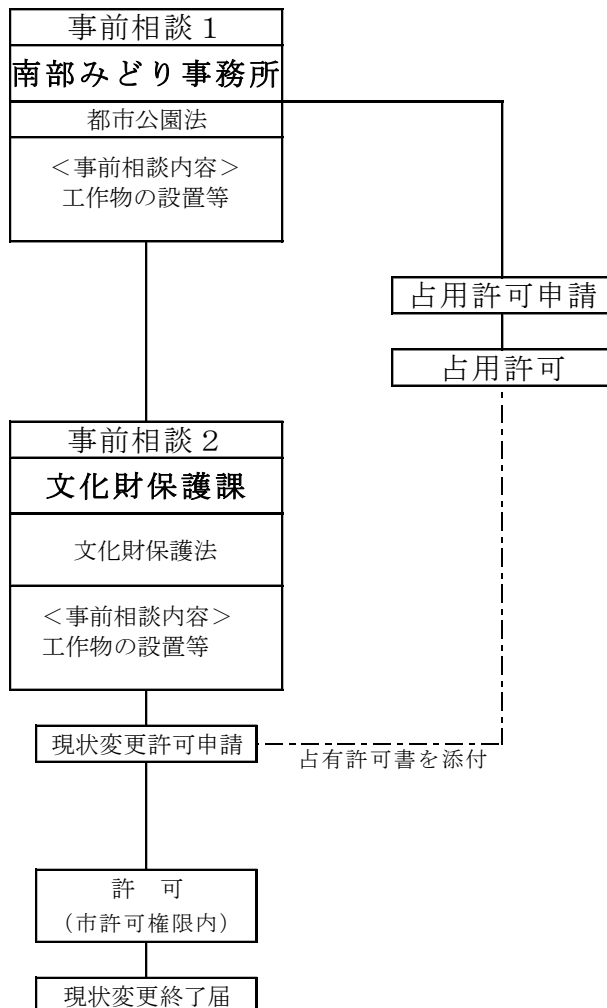 事前相談１
南部みどり事務所
都市公園法
＜事前相談内容＞
工作物の設置等
占用許可申請
占用許可
事前相談２
文化財保護課
文化財保護法
＜事前相談内容＞
工作物の設置等
現状変更許可申請
占有許可書を添付
許　可
（市許可権限内）
現状変更終了届